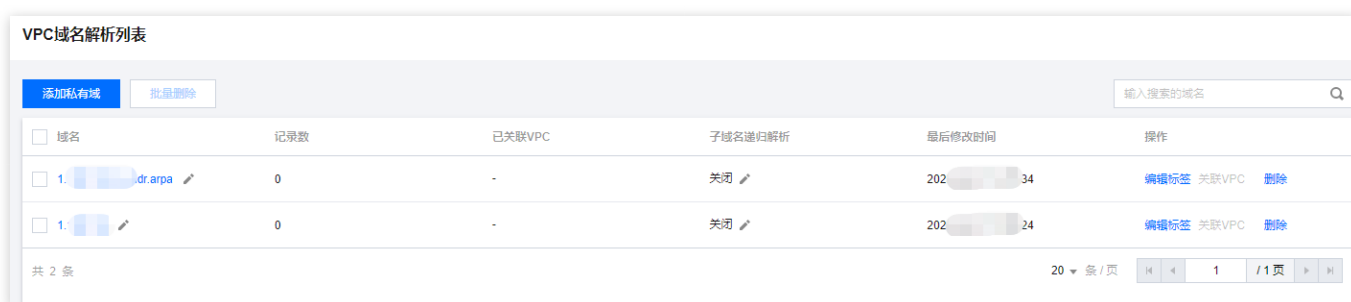 VPC域名解析列表
添加私有域 批量删除 输入搜索的域名
域名 记录数 已关联VPC 子域名递归解析 最后修改时间 操作
1. dr.arpa 0 - 关闭 202 34 编辑标签 关联VPC 删除
1. 0 - 关闭 202 24 编辑标签 关联VPC 删除
共 2 条 20 条 / 页 1 / 1 页